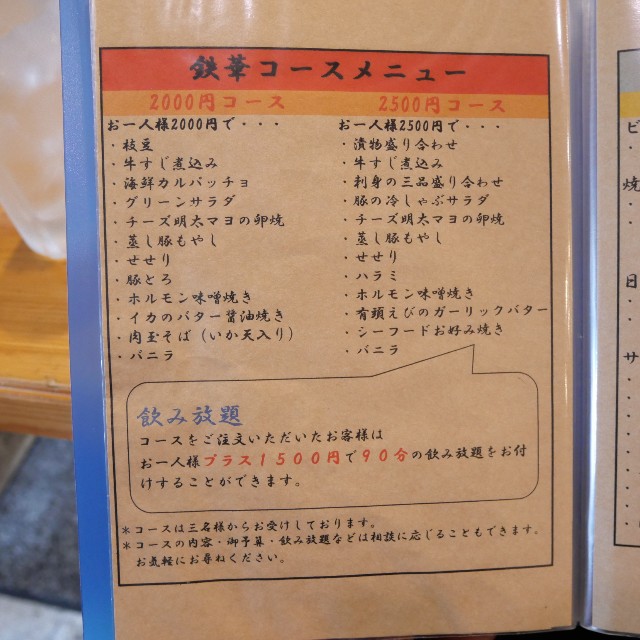 鉄華コースメニュー
2000円コース
お一人様2000円で・・・
・枝豆
・牛すじ煮込み
・海鮮カルパッチョ
・グリーンサラダ
・チーズ明太マヨの卵焼
・蒸し豚もやし
・せせり
・豚とろ
・ホルモン味噌焼き
・イカのバター醤油焼き
・肉玉そば（いか天入り）
・バニラ
2500円コース
お一人様2500円で・・・
・漬物盛り合わせ
・牛すじ煮込み
・刺身の三品盛り合わせ
・豚の冷しゃぶサラダ
・チーズ明太マヨの卵焼
・蒸し豚もやし
・せせり
・ハラミ
・ホルモン味噌焼き
・有頭えびのガーリックバター
・シーフードお好み焼き
・バニラ
飲み放題
コースをご注文いただいたお客様は
お一人様プラス１５００円で９０分の飲み放題をお付
けすることができます。
＊コースは三名様からお受けしております。
＊コースの内容・御予算・飲み放題などは相談に応じることもできます。
お気軽にお尋ねください。
ビ
焼
日
サ